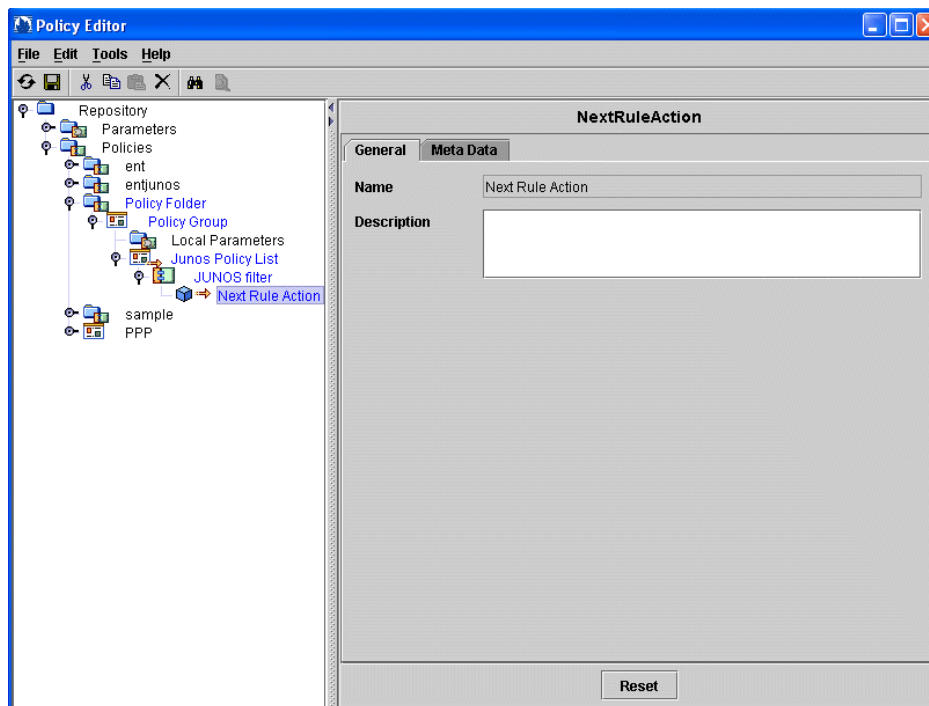 Policy Editor
File Edit Tools Help
Repository
Parameters
Policies
ent
entjunos
Policy Folder
Policy Group
Local Parameters
Junos Policy List
JUNOS filter
Next Rule Action
sample
PPP
NextRuleAction
General Meta Data
Name Next Rule Action
Description
Reset